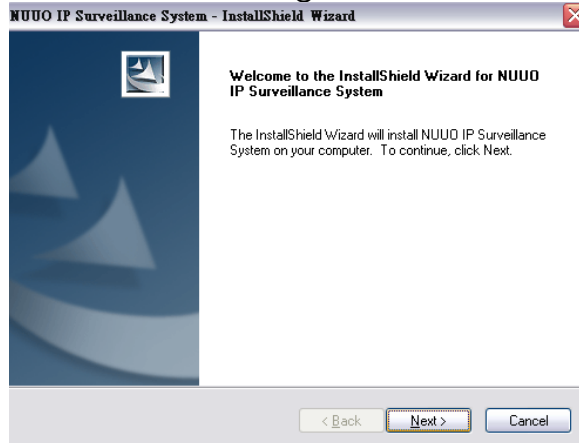 NUUO IP Surveillance System - InstallShield Wizard
Welcome to the InstallShield Wizard for NUUO
IP Surveillance System
The InstallShield Wizard will install NUUO IP Surveillance
System on your computer. To continue, click Next.
< Back Next > Cancel